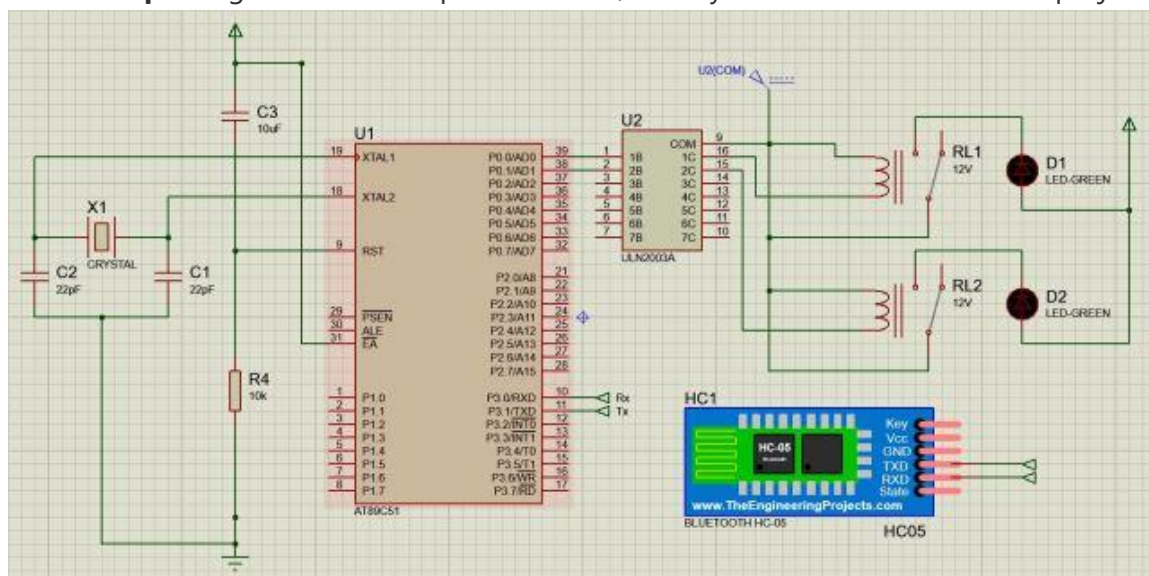 C3
10uF
X1
CRYSTAL
C2
22pF
C1
22pF
R4
10k
U1
19 XTAL1
18 XTAL2
9 RST
29 PSEN
30 ALE
31 EA
1 P1.0
2 P1.1
3 P1.2
4 P1.3
5 P1.4
6 P1.5
7 P1.6
8 P1.7
P0.0/AD0 39
P0.1/AD1 38
P0.2/AD2 37
P0.3/AD3 36
P0.4/AD4 35
P0.5/AD5 34
P0.6/AD6 33
P0.7/AD7 32
P2.0/A8 21
P2.1/A9 22
P2.2/A10 23
P2.3/A11 24
P2.4/A12 25
P2.5/A13 26
P2.6/A14 27
P2.7/A15 28
P3.0/RXD 10
P3.1/TXD 11
P3.2/INT0 12
P3.3/INT1 13
P3.4/T0 14
P3.5/T1 15
P3.6/WR 16
P3.7/RD 17
AT89C51
Rx
Tx
U2(COM)
U2
COM 9
1 1B 1C 16
2 2B 2C 15
3 3B 3C 14
4 4B 4C 13
5 5B 5C 12
6 6B 6C 11
7 7B 7C 10
ULN2003A
RL1
12V
D1
LED-GREEN
RL2
12V
D2
LED-GREEN
HC1
HC-05
Key
Vcc
GND
TXD
RXD
State
www.TheEngineeringProjects.com
BLUETOOTH HC-05
HC05